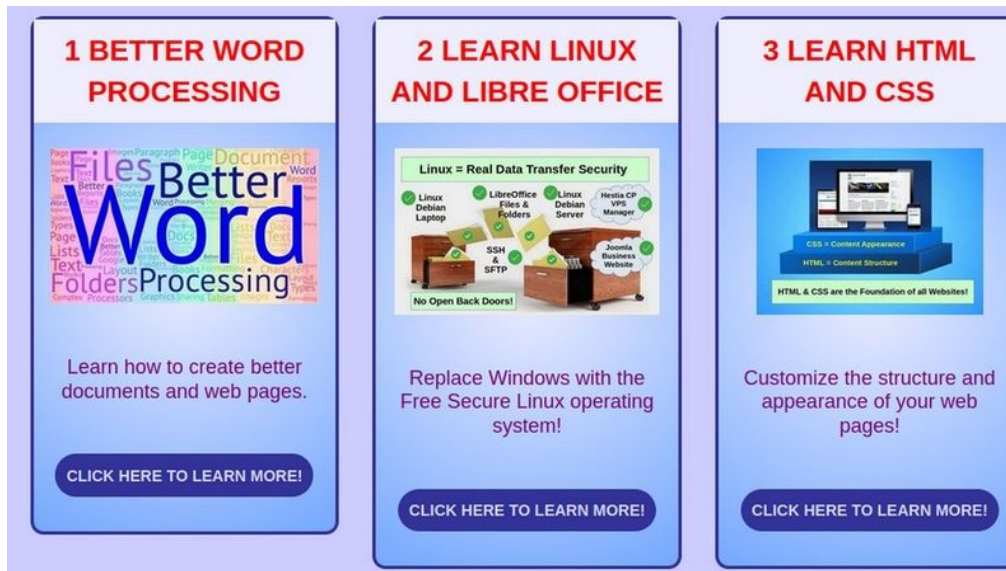 1 BETTER WORD
PROCESSING
Files
Better
Word
Folders
Processing
Page
Document
Lists
Text
Learn how to create better
documents and web pages.
CLICK HERE TO LEARN MORE!
2 LEARN LINUX
AND LIBRE OFFICE
Linux = Real Data Transfer Security
Linux
Debian
Laptop
LibreOffice
Files &
Folders
Linux
Debian
Server
Hestia CP
VPS
Manager
SSH
&
SFTP
Joomla
Business
Website
No Open Back Doors!
Replace Windows with the
Free Secure Linux operating
system!
CLICK HERE TO LEARN MORE!
3 LEARN HTML
AND CSS
CSS = Content Appearance
HTML = Content Structure
HTML & CSS are the Foundation of all Websites!
Customize the structure and
appearance of your web
pages!
CLICK HERE TO LEARN MORE!